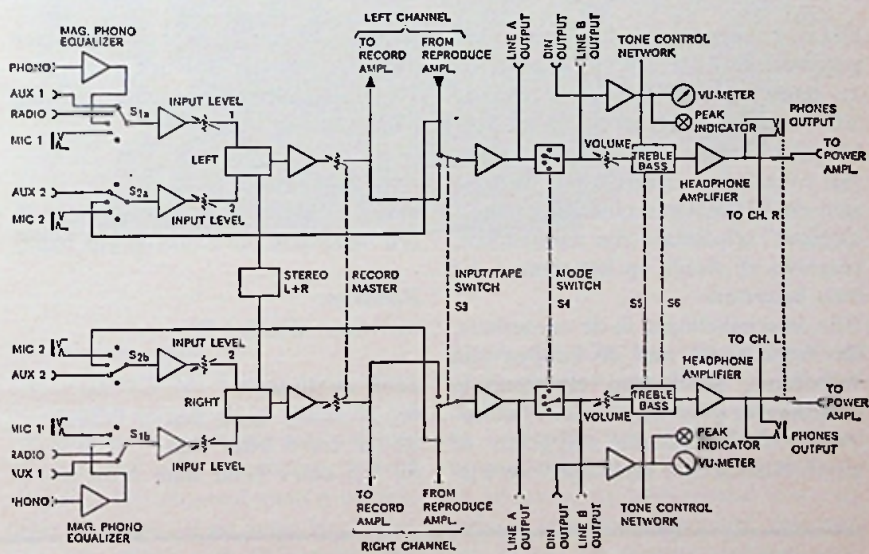 LEFT CHANNEL
MAG. PHONO
EQUALIZER
TO
RECORD
AMPL.
FROM
REPRODUCE
AMPL.
LINE A
OUTPUT
DIN
OUTPUT
LINE B
OUTPUT
TONE CONTROL
NETWORK
PHONO
AUX 1
RADIO
MIC 1
S1a
INPUT LEVEL
1
VU-METER
PEAK
INDICATOR
PHONES
OUTPUT
LEFT
VOLUME
TREBLE
BASS
TO
POWER
AMPL.
HEADPHONE
AMPLIFIER
AUX 2
MIC 2
S2a
INPUT LEVEL
2
TO CH. R
STEREO
L+R
RECORD
MASTER
INPUT/TAPE
SWITCH
S3
MODE
SWITCH
S4
S5
S6
MIC 2
AUX 2
S2b
2
INPUT LEVEL
TO CH. L
HEADPHONE
AMPLIFIER
RIGHT
VOLUME
TREBLE
BASS
TO
POWER
AMPL.
MIC 1
RADIO
AUX 1
PHONO
S1b
INPUT LEVEL
1
PEAK
INDICATOR
VU-METER
PHONES
OUTPUT
MAG. PHONO
EQUALIZER
TO
RECORD
AMPL.
FROM
REPRODUCE
AMPL.
LINE A
OUTPUT
DIN
OUTPUT
LINE B
OUTPUT
TONE CONTROL
NETWORK
RIGHT CHANNEL